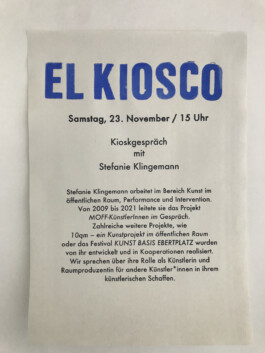 EL KIOSCO
Samstag, 23. November / 15 Uhr
Kioskgespräch
mit
Stefanie Klingemann
Stefanie Klingemann arbeitet im Bereich Kunst im
öffentlichen Raum, Performance und Intervention.
Von 2009 bis 2021 leitete sie das Projekt
MOFF-KünstlerInnen im Gespräch.
Zahlreiche weitere Projekte, wie
10qm – ein Kunstprojekt im öffentlichen Raum
oder das Festival KUNST BASIS EBERTPLATZ wurden
von ihr entwickelt und in Kooperationen realisiert.
Wir sprechen über ihre Rolle als Künstlerin und
Raumproduzentin für andere Künstler*innen in ihrem
künstlerischen Schaffen.